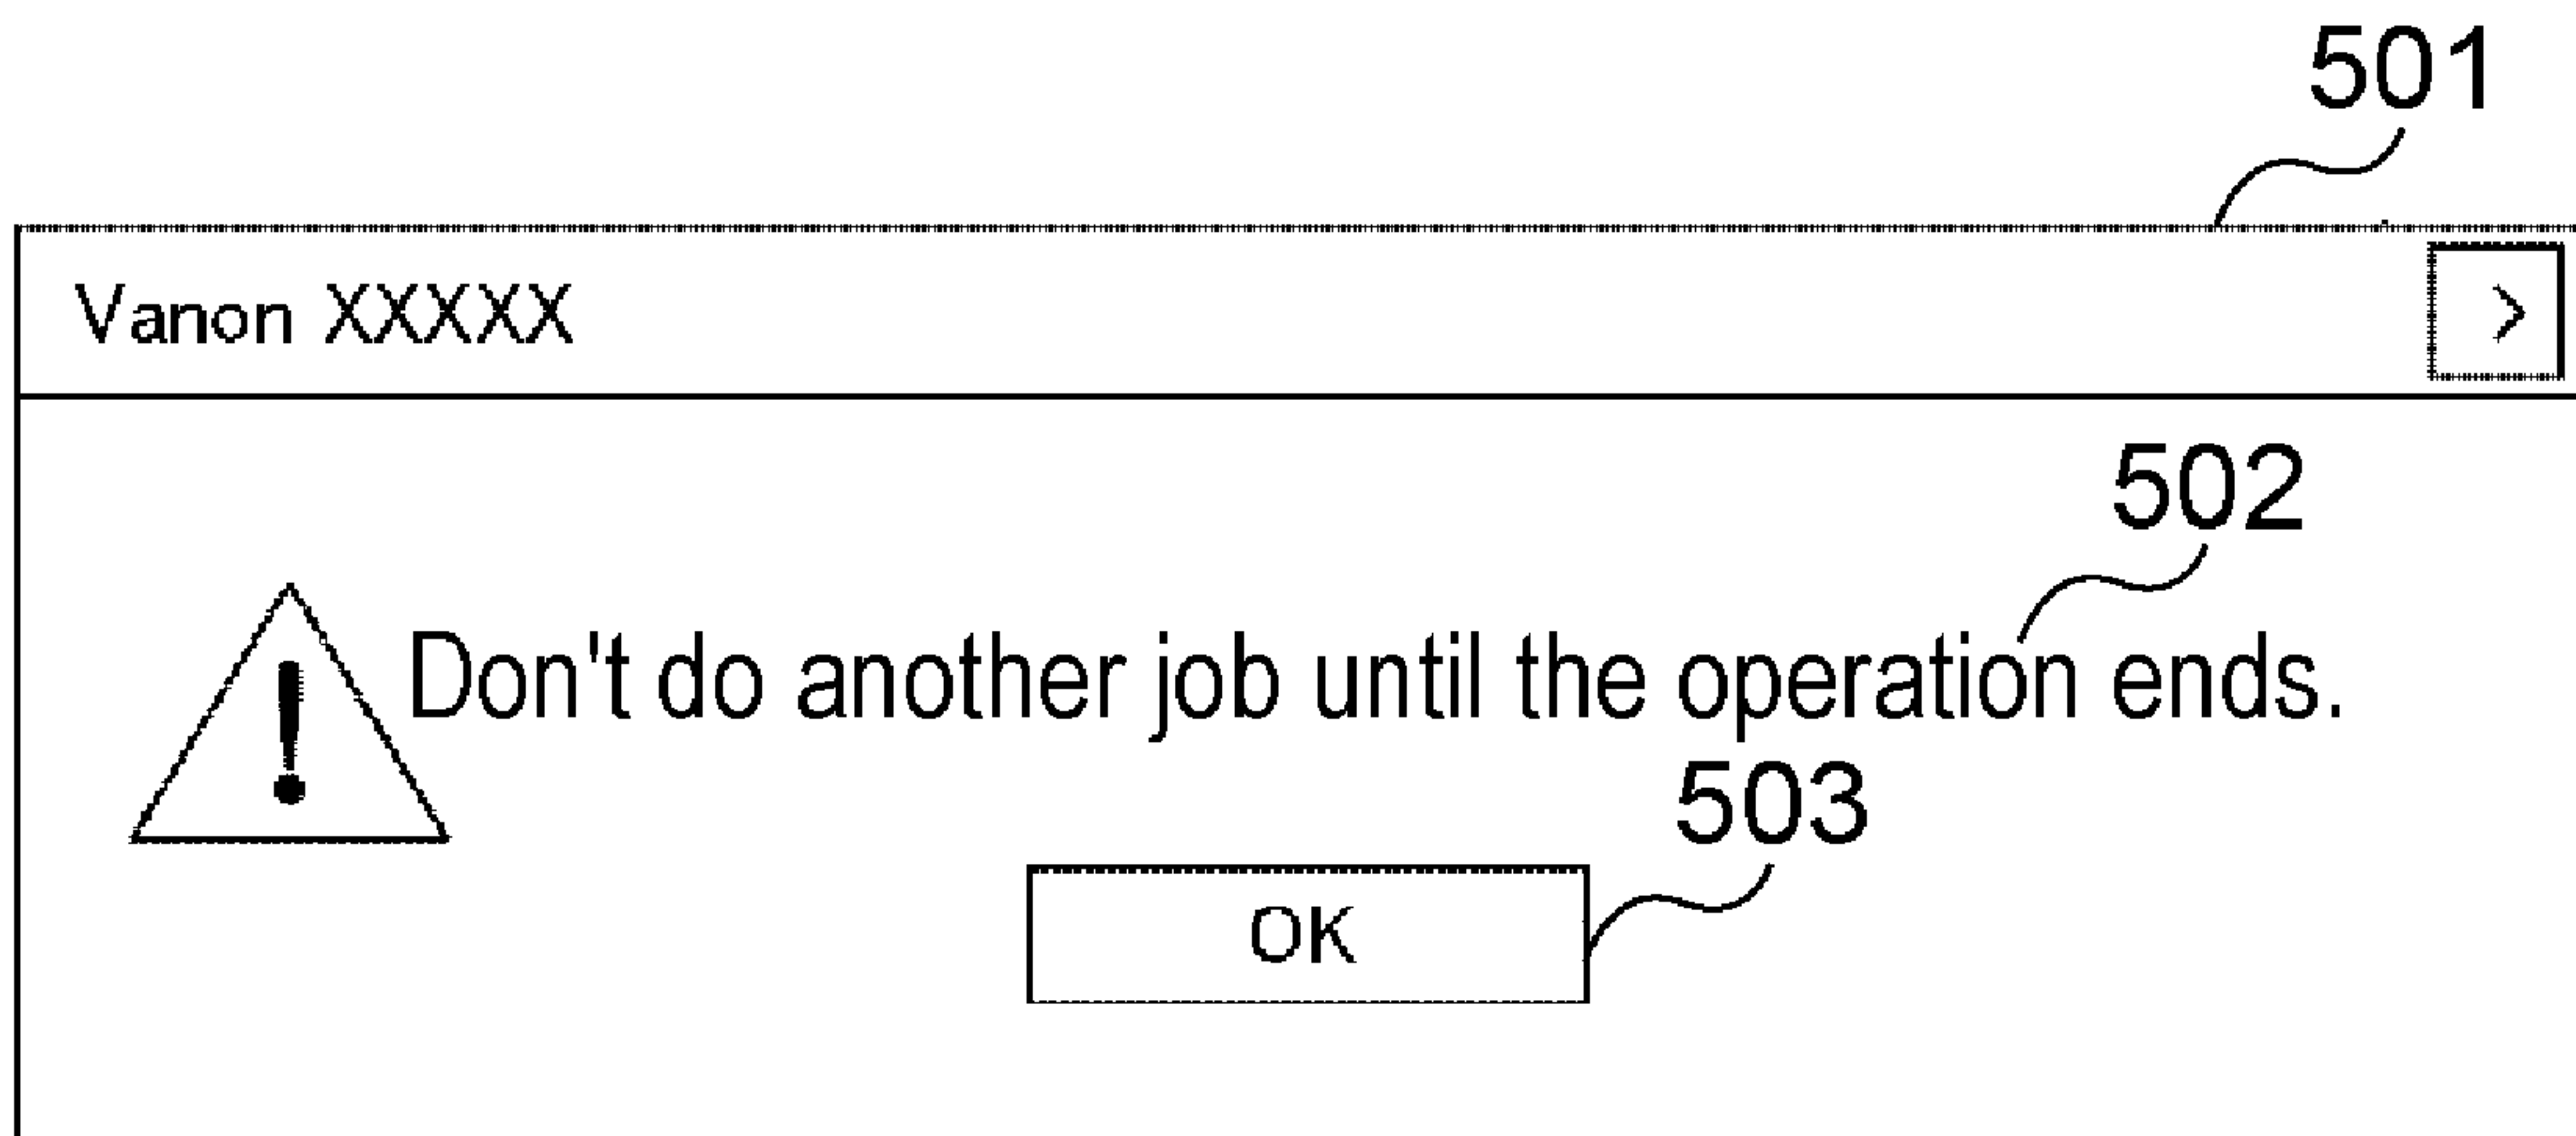 501
Vanon XXXXX >
502
Don't do another job until the operation ends.
503
OK